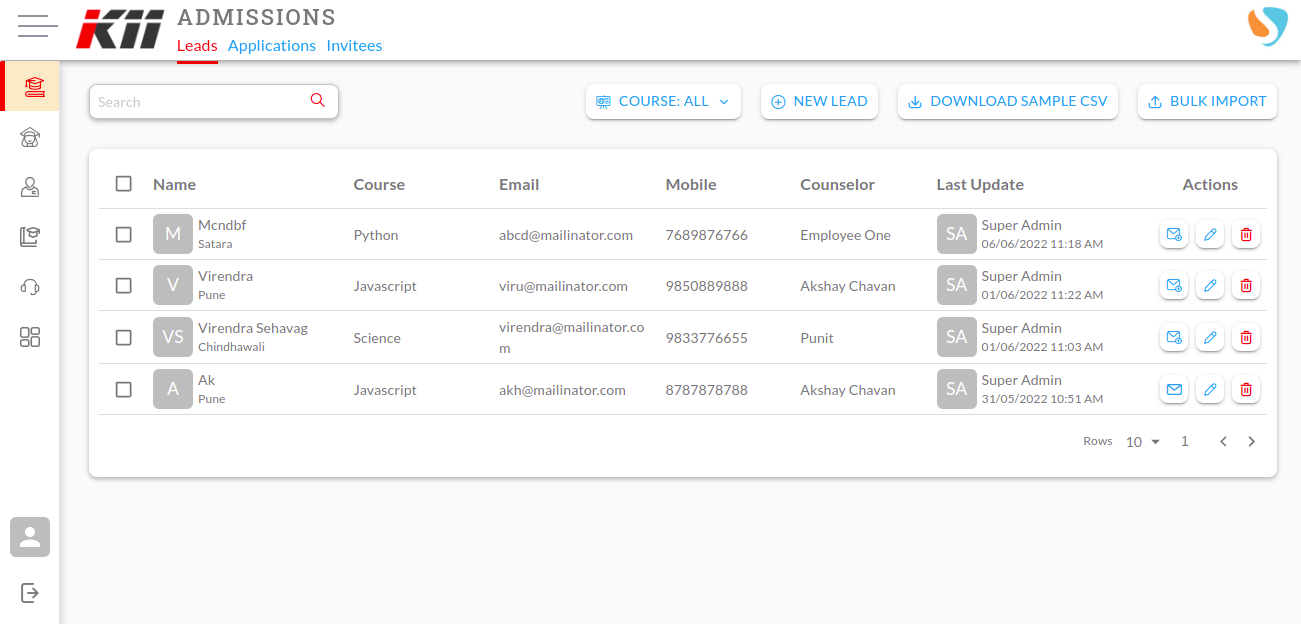 KTI ADMISSIONS
Leads Applications Invitees
Search COURSE: ALL NEW LEAD DOWNLOAD SAMPLE CSV BULK IMPORT
Name Course Email Mobile Counselor Last Update Actions
M Mcndbf Satara Python abcd@mailinator.com 7689876766 Employee One SA Super Admin 06/06/2022 11:18 AM
V Virendra Pune Javascript viru@mailinator.com 9850889888 Akshay Chavan SA Super Admin 01/06/2022 11:22 AM
VS Virendra Sehavag Chindhawali Science virendra@mailinator.com 9833776655 Punit SA Super Admin 01/06/2022 11:03 AM
A Ak Pune Javascript akh@mailinator.com 8787878788 Akshay Chavan SA Super Admin 31/05/2022 10:51 AM
Rows 10 1